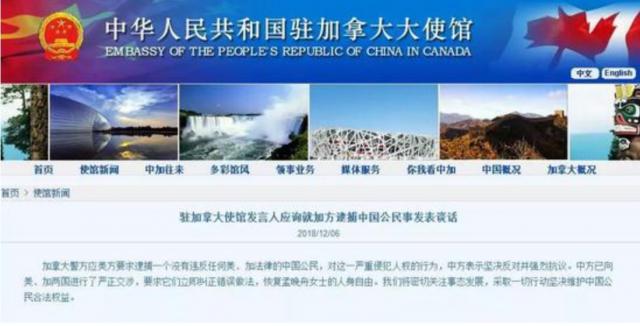 中华人民共和国驻加拿大大使馆
EMBASSY OF THE PEOPLE'S REPUBLIC OF CHINA IN CANADA
中文 English
首页 使馆新闻 中加往来 多彩馆风 领事业务 媒体服务 你我看中加 中国概况 加拿大概况
首页 > 使馆新闻
驻加拿大使馆发言人应询就加方逮捕中国公民事发表谈话
2018/12/06
加拿大警方应美方要求逮捕一个没有违反任何美、加法律的中国公民，对这一严重侵犯人权的行为，中方表示坚决反对并强烈抗议。中方已向
美、加两国进行了严正交涉，要求它们立即纠正错误做法，恢复孟晚舟女士的人身自由。我们将密切关注事态发展，采取一切行动坚决维护中国公
民合法权益。